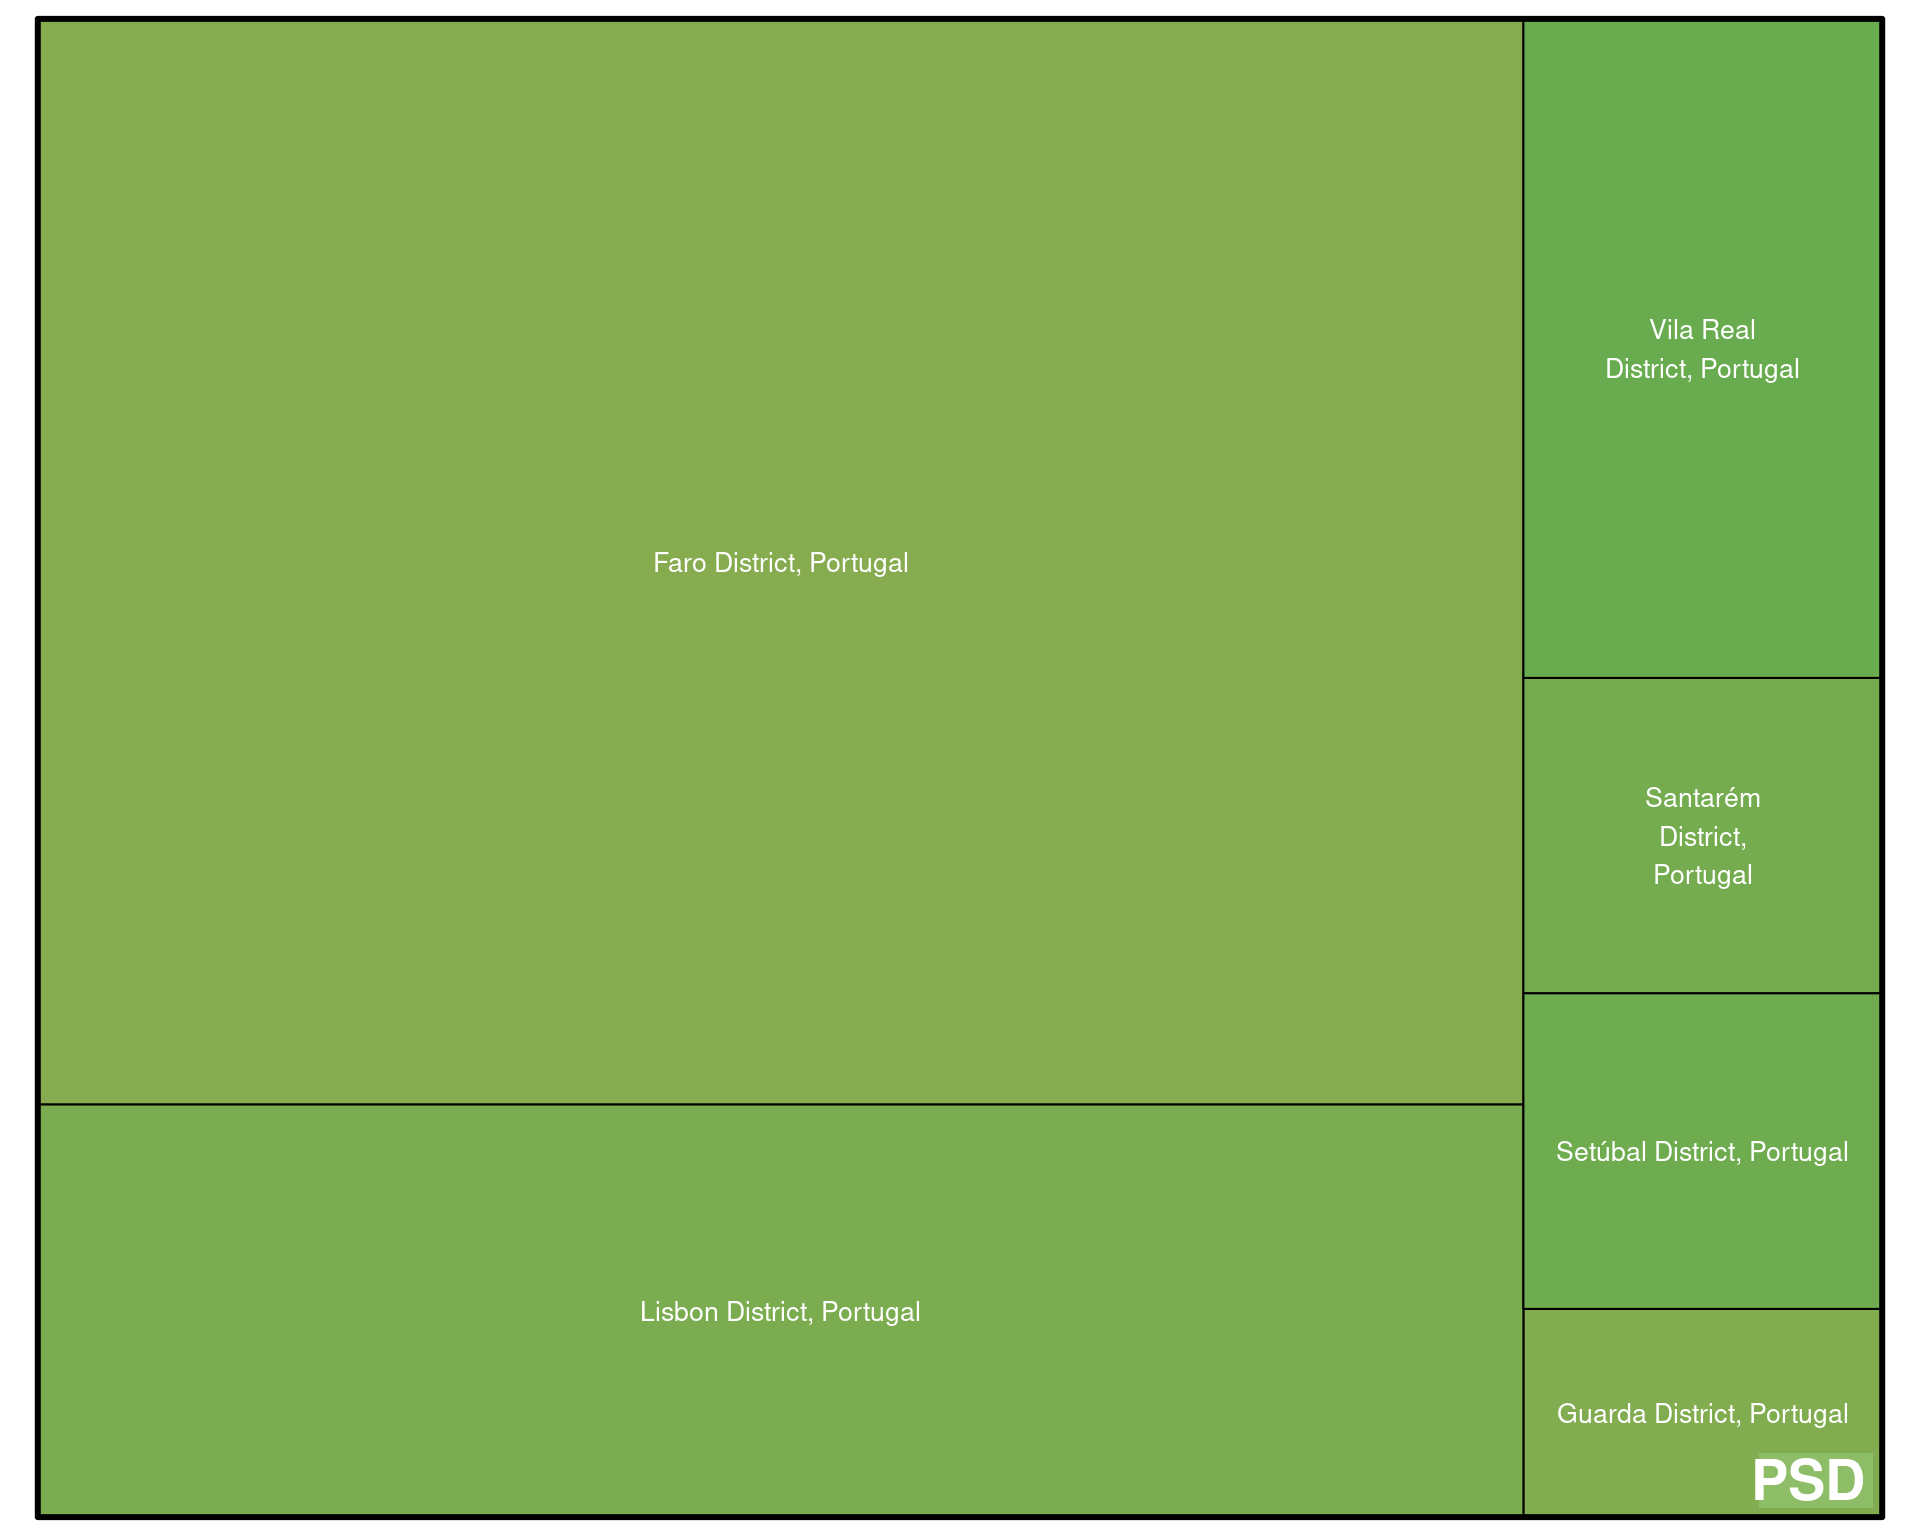 Faro District, Portugal
Lisbon District, Portugal
Vila Real
District, Portugal
Santarém
District,
Portugal
Setúbal District, Portugal
Guarda District, Portugal
PSD